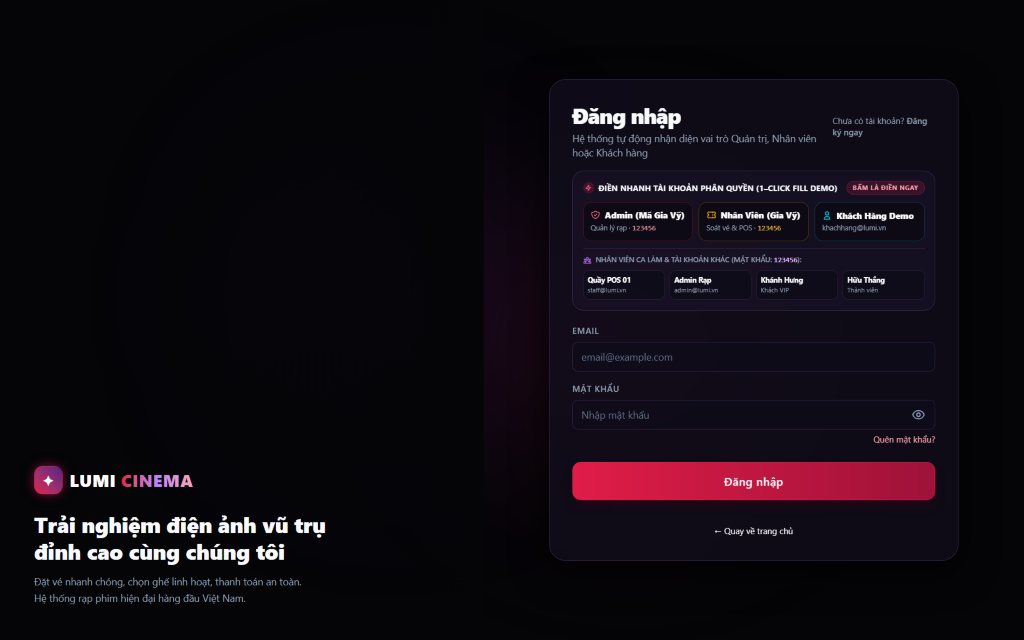 Đăng nhập
Hệ thống tự động nhận diện vai trò Quản trị, Nhân viên
hoặc Khách hàng
Chưa có tài khoản? Đăng
ký ngay
ĐIỀN NHANH TÀI KHOẢN PHÂN QUYỀN (1-CLICK FILL DEMO)
BẤM LÀ ĐIỀN NGAY
Admin (Mã Gia Vỹ)
Quản lý rạp · 123456
Nhân Viên (Gia Vỹ)
Soát vé & POS · 123456
Khách Hàng Demo
khachhang@lumi.vn
NHÂN VIÊN CA LÀM & TÀI KHOẢN KHÁC (MẬT KHẨU: 123456):
Quầy POS 01
staff@lumi.vn
Admin Rạp
admin@lumi.vn
Khánh Hưng
Khách VIP
Hữu Thắng
Thành viên
EMAIL
email@example.com
MẬT KHẨU
Nhập mật khẩu
Quên mật khẩu?
Đăng nhập
← Quay về trang chủ
LUMI CINEMA
Trải nghiệm điện ảnh vũ trụ
đỉnh cao cùng chúng tôi
Đặt vé nhanh chóng, chọn ghế linh hoạt, thanh toán an toàn.
Hệ thống rạp phim hiện đại hàng đầu Việt Nam.